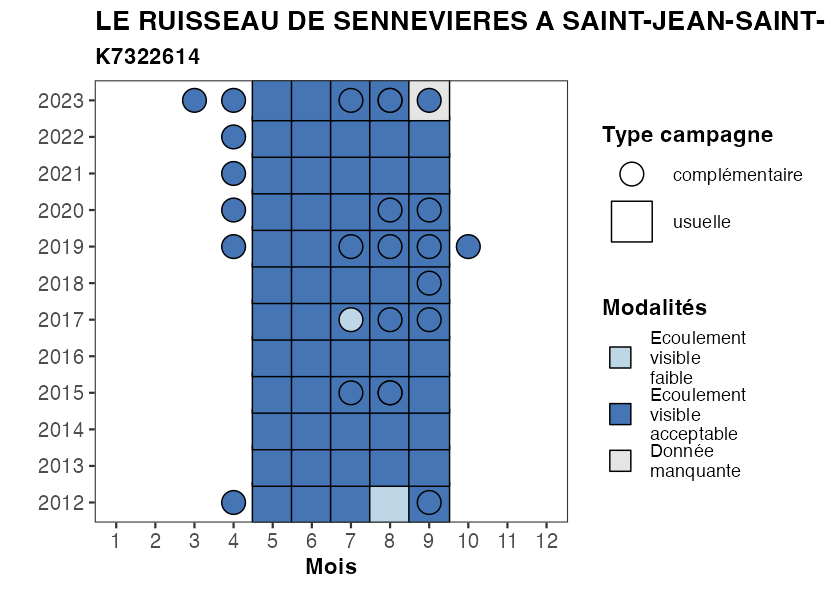 LE RUISSEAU DE SENNEVIERES A SAINT-JEAN-SAINT-
K7322614
2023
2022
2021
2020
2019
2018
2017
2016
2015
2014
2013
2012
1 2 3 4 5 6 7 8 9 10 11 12
Mois
Type campagne
complémentaire
usuelle
Modalités
Ecoulement
visible
faible
Ecoulement
visible
acceptable
Donnée
manquante